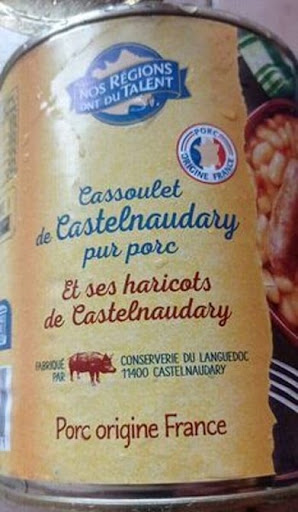 NOS RÉGIONS
ONT DU TALENT
PORC
ORIGINE FRANCE
Cassoulet
de Castelnaudary
pur porc
Et ses haricots
de Castelnaudary
FABRIQUÉ
PAR
CONSERVERIE DU LANGUEDOC
11400 CASTELNAUDARY
Porc origine France